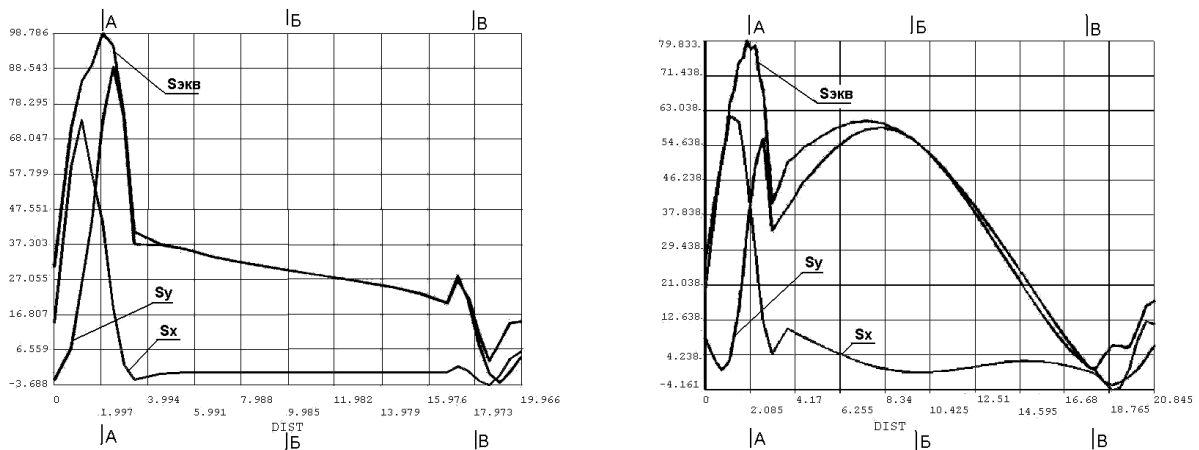 А Б В
98.786
88.543
78.295
68.047
57.799
47.551
37.303
27.055
16.807
6.559
-3.688
Sэкв
Sy
Sx
0 3.994 7.988 11.982 15.976 19.966
1.997 5.991 9.985 13.979 17.973
DIST
А Б В
А Б В
79.833
71.438
63.038
54.638
46.238
37.838
29.438
21.038
12.638
4.238
-4.161
Sэкв
Sy
Sx
0 4.17 8.34 12.51 16.68 20.845
2.085 6.255 10.425 14.595 18.765
DIST
А Б В